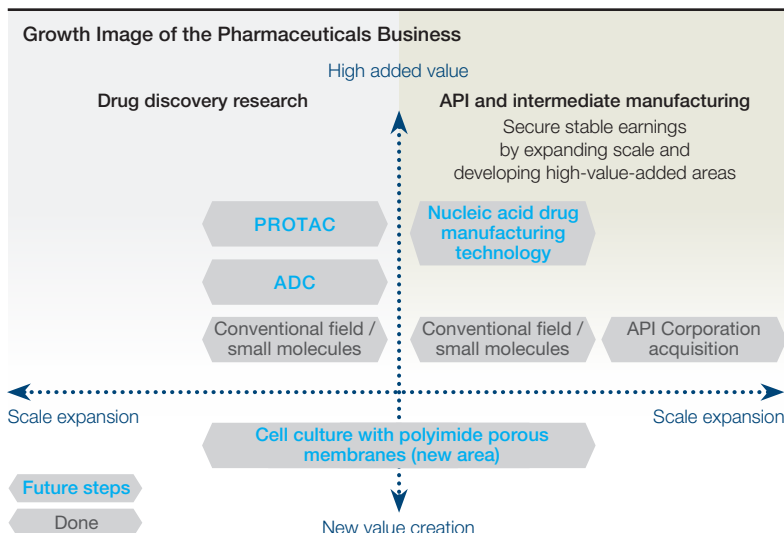 Growth Image of the Pharmaceuticals Business
High added value
Drug discovery research
API and intermediate manufacturing
Secure stable earnings
by expanding scale and
developing high-value-added areas
PROTAC
Nucleic acid drug
manufacturing
technology
ADC
Conventional field /
small molecules
Conventional field /
small molecules
API Corporation
acquisition
Scale expansion
Scale expansion
Cell culture with polyimide porous
membranes (new area)
Future steps
Done
New value creation